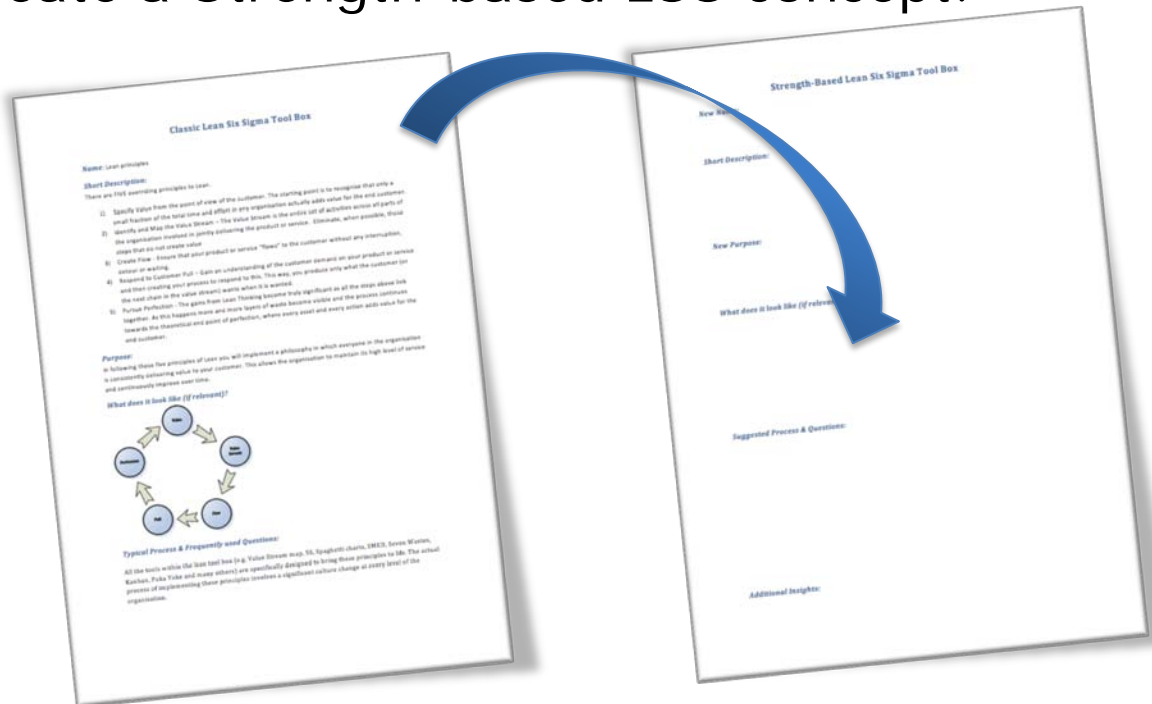 create a Strength-based LSS concept?
Classic Lean Six Sigma Tool Box
Name: Lean principles
Short Description:
There are FIVE overriding principles to Lean.
1) Specify Value from the point of view of the customer. The starting point is to recognise that only a
small fraction of the total time and effort in any organisation actually adds value for the end customer.
2) Identify and Map the Value Stream – The Value Stream is the entire set of activities across all parts of
the organisation involved in jointly delivering the product or service. Eliminate, when possible, those
steps that do not create value
3) Create Flow - Ensure that your product or service "flows" to the customer without any interruption,
detour or waiting.
4) Respond to Customer Pull – Gain an understanding of the customer demand on your product or service
and then creating your process to respond to this. This way, you produce only what the customer (or
the next chain in the value stream) wants when it is wanted.
5) Pursue Perfection - The gains from Lean Thinking become truly significant as all the steps above link
together. As this happens more and more layers of waste become visible and the process continues
towards the theoretical end point of perfection, where every asset and every action adds value for the
end customer.
Purpose:
In following these five principles of Lean you will implement a philosophy in which everyone in the organisation
is consistently delivering value to your customer. This allows the organisation to maintain its high level of service
and continuously improve over time.
What does it look like (if relevant)?
Value
Value
Stream
Flow
Pull
Perfection
Typical Process & Frequently used Questions:
All the tools within the lean tool box (e.g. Value Stream map, 5S, Spaghetti charts, SMED, Seven Wastes,
Kanban, Poka Yoke and many others) are specifically designed to bring these principles to life. The actual
process of implementing these principles involves a significant culture change at every level of the
organisation.
Strength-Based Lean Six Sigma Tool Box
New
Short Description:
New Purpose:
What does it look like (if
Suggested Process & Questions:
Additional Insights: